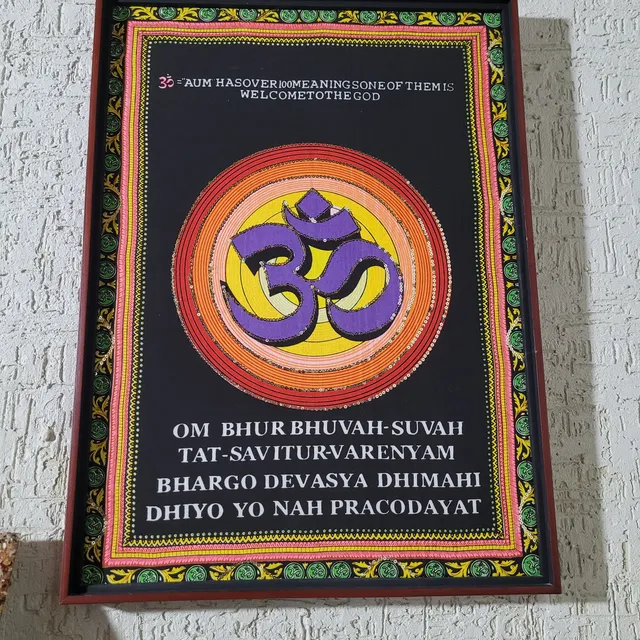 ॐ="AUM HAS OVER 100 MEANINGS ONE OF THEM IS
WELCOME TO THE GOD
ॐ
OM BHUR BHUVAH-SUVAH
TAT-SAVITUR-VARENYAM
BHARGO DEVASYA DHIMAHI
DHIYO YO NAH PRACODAYAT